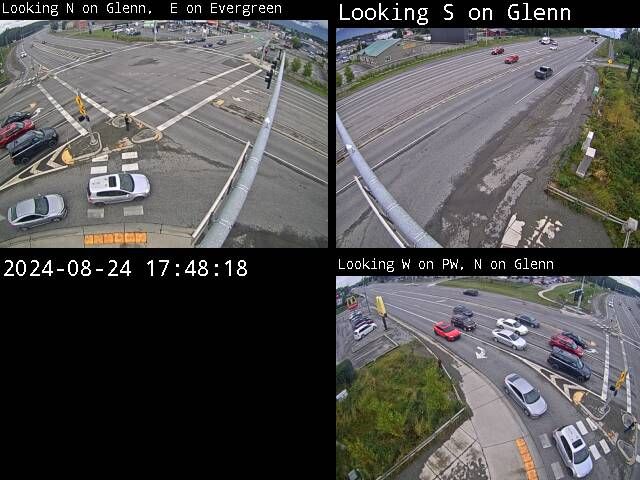 Looking N on Glenn, E on Evergreen
Looking S on Glenn
2024-08-24 17:48:18
Looking W on PW, N on Glenn